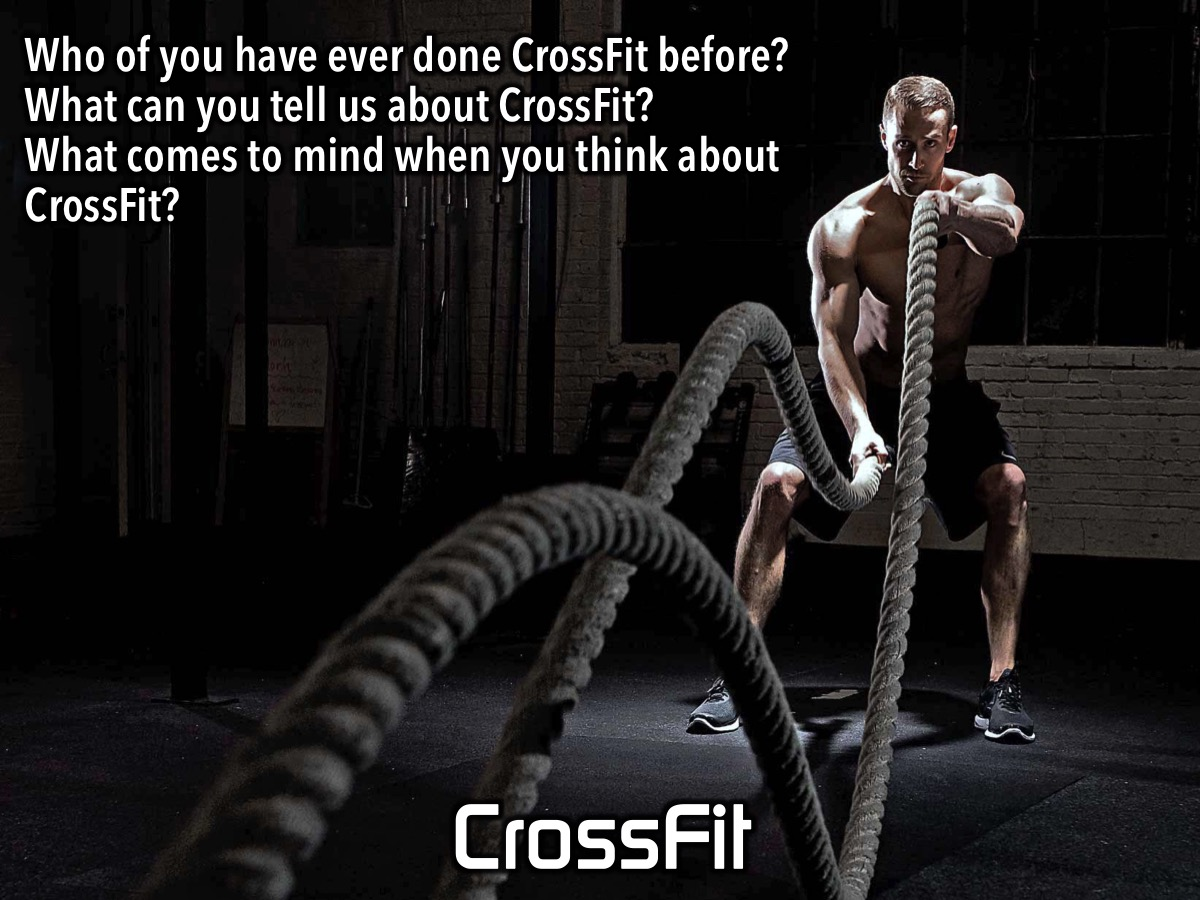 Who of you have ever done CrossFit before?
What can you tell us about CrossFit?
What comes to mind when you think about
CrossFit?
CrossFit